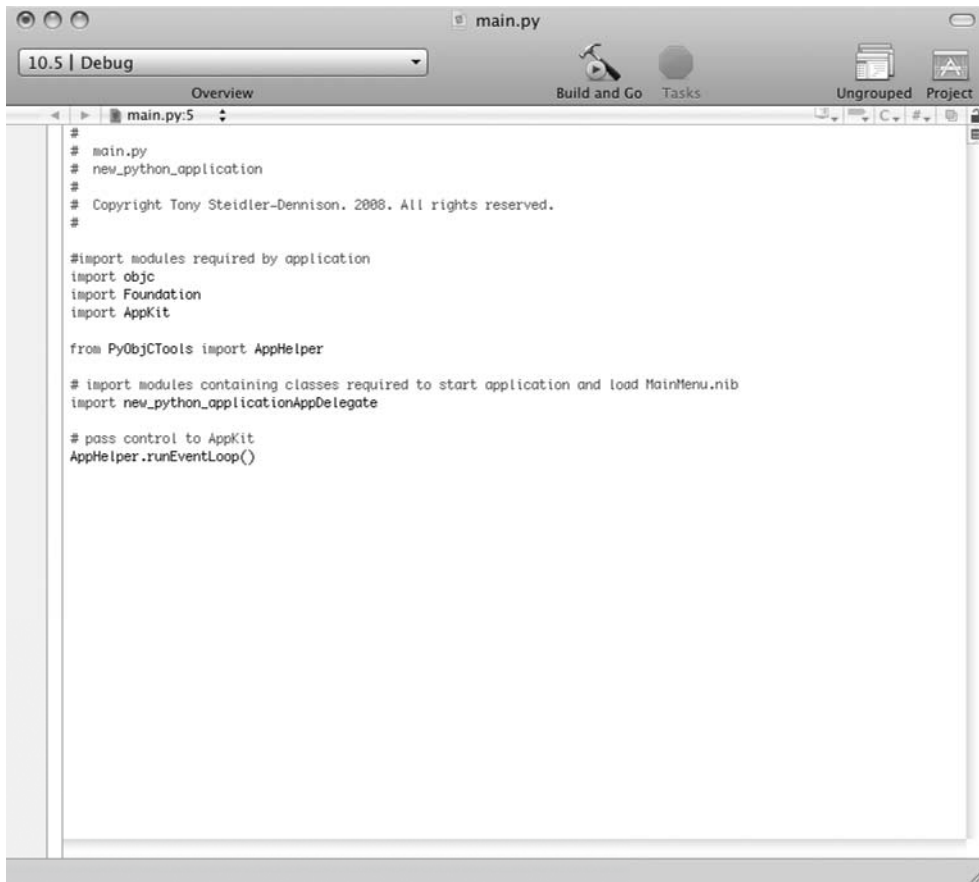 main.py
10.5 | Debug
Overview
Build and Go
Tasks
Ungrouped
Project
main.py:5
C
#
#
# main.py
# new_python_application
#
# Copyright Tony Steidler-Dennison. 2008. All rights reserved.
#
#import modules required by application
import objc
import Foundation
import AppKit
from PyObjCTools import AppHelper
# import modules containing classes required to start application and load MainMenu.nib
import new_python_applicationAppDelegate
# pass control to AppKit
AppHelper.runEventLoop()